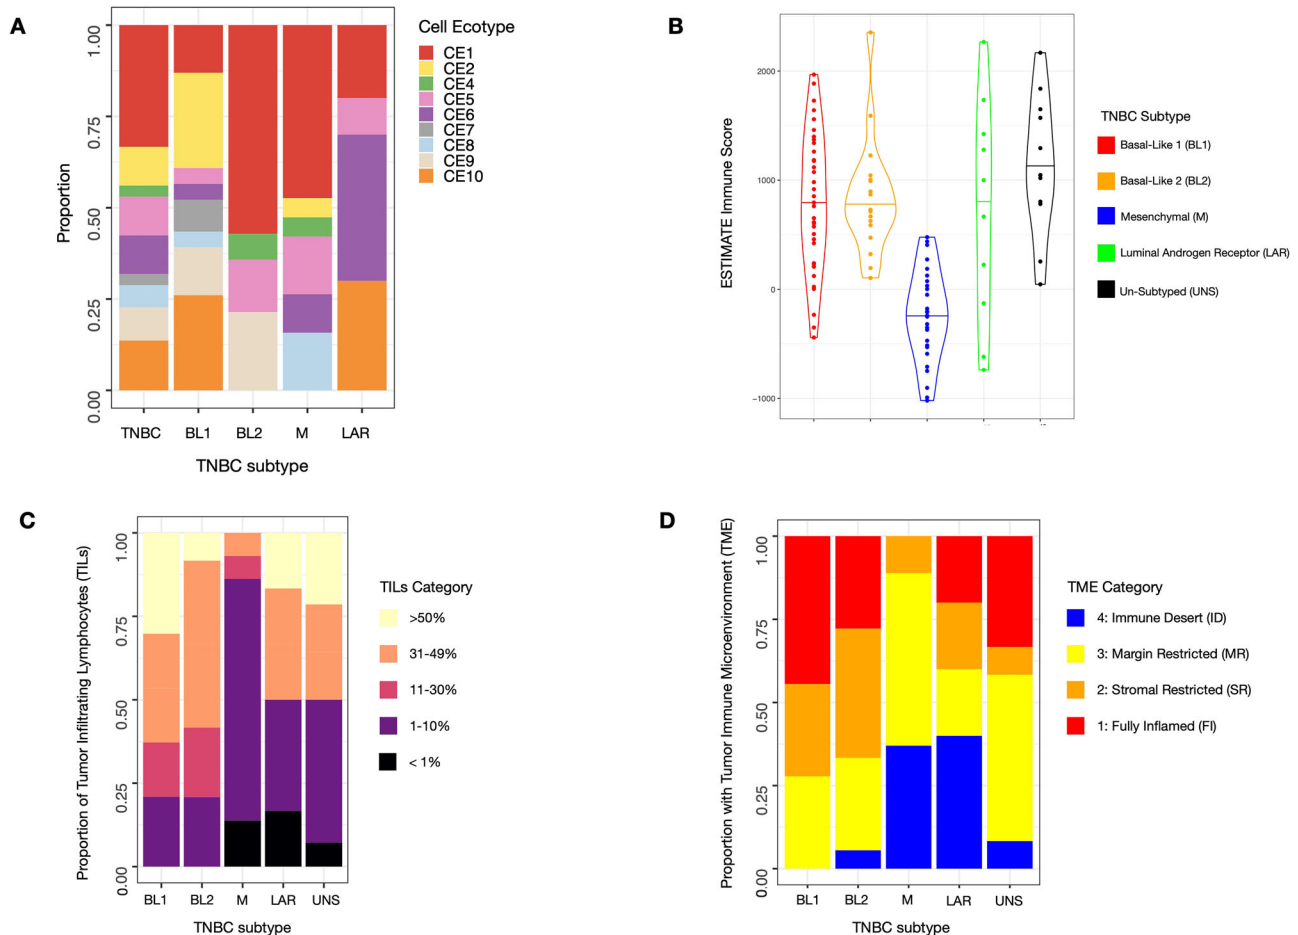 A
Proportion
1.00
0.75
0.50
0.25
0.00
TNBC BL1 BL2 M LAR
TNBC subtype
Cell Ecotype
CE1
CE2
CE4
CE5
CE6
CE7
CE8
CE9
CE10
B
ESTIMATE Immune Score
2000
1000
0
−1000
TNBC Subtype
Basal-Like 1 (BL1)
Basal-Like 2 (BL2)
Mesenchymal (M)
Luminal Androgen Receptor (LAR)
Un-Subtyped (UNS)
C
Proportion of Tumor Infiltrating Lymphocytes (TILs)
1.00
0.75
0.50
0.25
0.00
BL1 BL2 M LAR UNS
TNBC subtype
TILs Category
>50%
31-49%
11-30%
1-10%
< 1%
D
Proportion with Tumor Immune Microenvironment (TME)
1.00
0.75
0.50
0.25
0.00
BL1 BL2 M LAR UNS
TNBC subtype
TME Category
4: Immune Desert (ID)
3: Margin Restricted (MR)
2: Stromal Restricted (SR)
1: Fully Inflamed (FI)